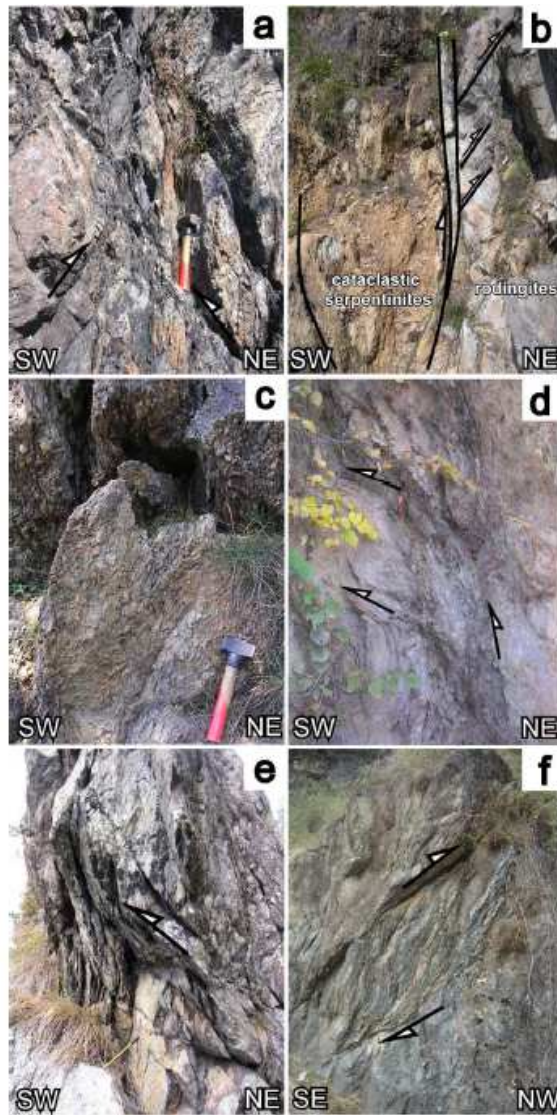 a
SW NE
b
cataclastic
serpentinites
rodingites
SW NE
c
SW NE
d
SW NE
e
SW NE
f
SE NW